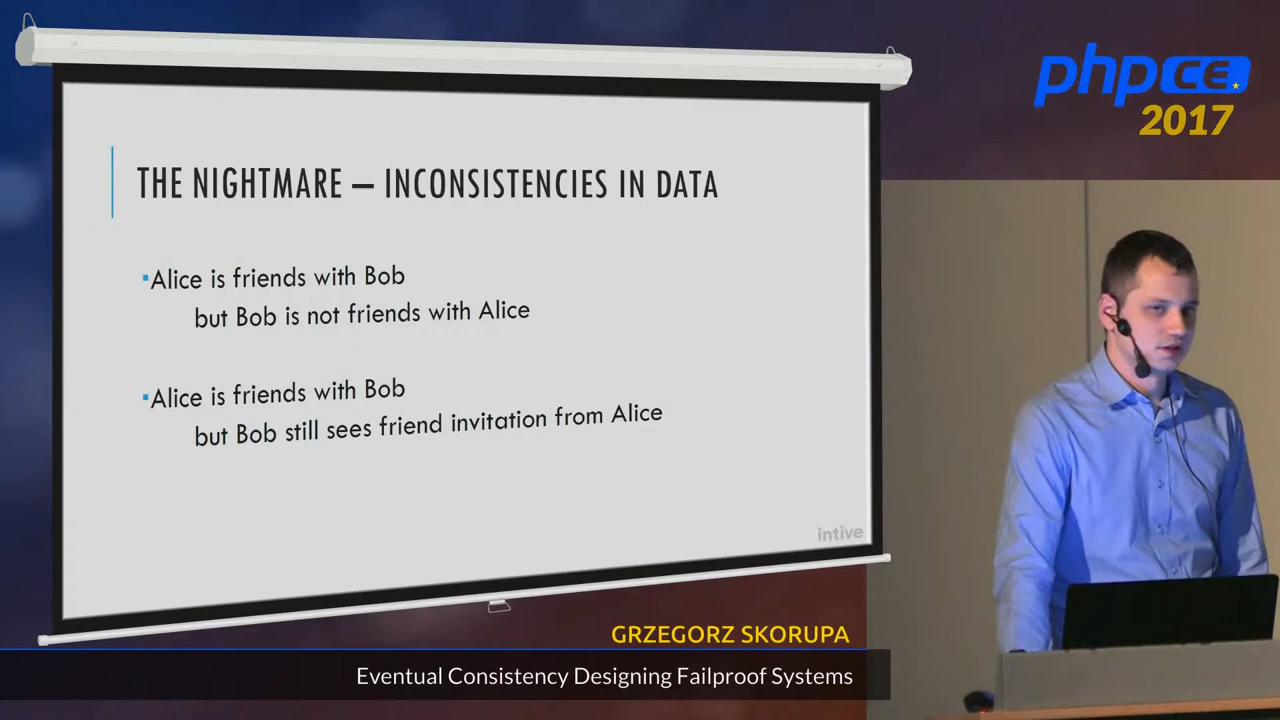 phpCE
2017
THE NIGHTMARE – INCONSISTENCIES IN DATA
▪Alice is friends with Bob
but Bob is not friends with Alice
▪Alice is friends with Bob
but Bob still sees friend invitation from Alice
intive
GRZEGORZ SKORUPA
Eventual Consistency Designing Failproof Systems